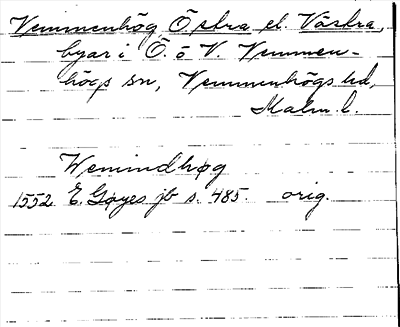 Vemmenhög Östra el. Västra,
byar i Ö. o V. Vemmen-
högs sn, Vemmenhögs hd,
Malm. l.
Wemindhøg
1552 E. Gøyes jb s. 485. orig.